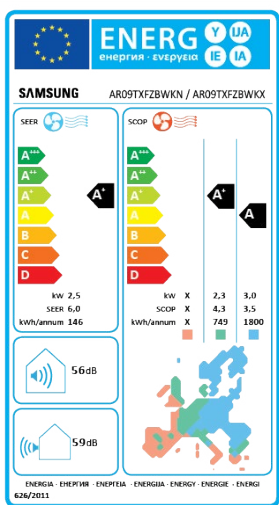 ENERG Y IJA
енергия · ενεργεια IE IA
SAMSUNG AR09TXFZBWKN / AR09TXFZBWKX
SEER SCOP
A+++ A+++
A++ A++
A+ A+ A+ A+
A A A
B B
C C
D D
kW 2,5 kW X 2,3 3,0
SEER 6,0 SCOP X 4,3 3,5
kWh/annum 146 kWh/annum X 749 1800
56dB
59dB
ENERGIA · ЕНЕРГИЯ · ΕΝΕΡΓΕΙΑ · ENERGIJA · ENERGY · ENERGIE · ENERGI
626/2011